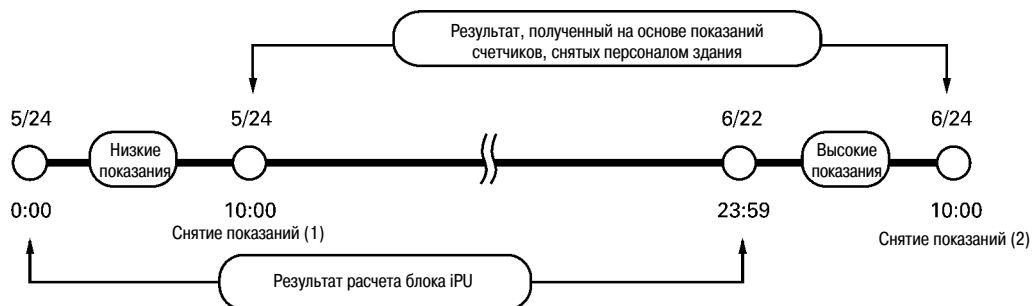 Результат, полученный на основе показаний
счетчиков, снятых персоналом здания
5/24
5/24
6/22
6/24
Низкие
показания
Высокие
показания
0:00
10:00
23:59
10:00
Снятие показаний (1)
Снятие показаний (2)
Результат расчета блока iPU